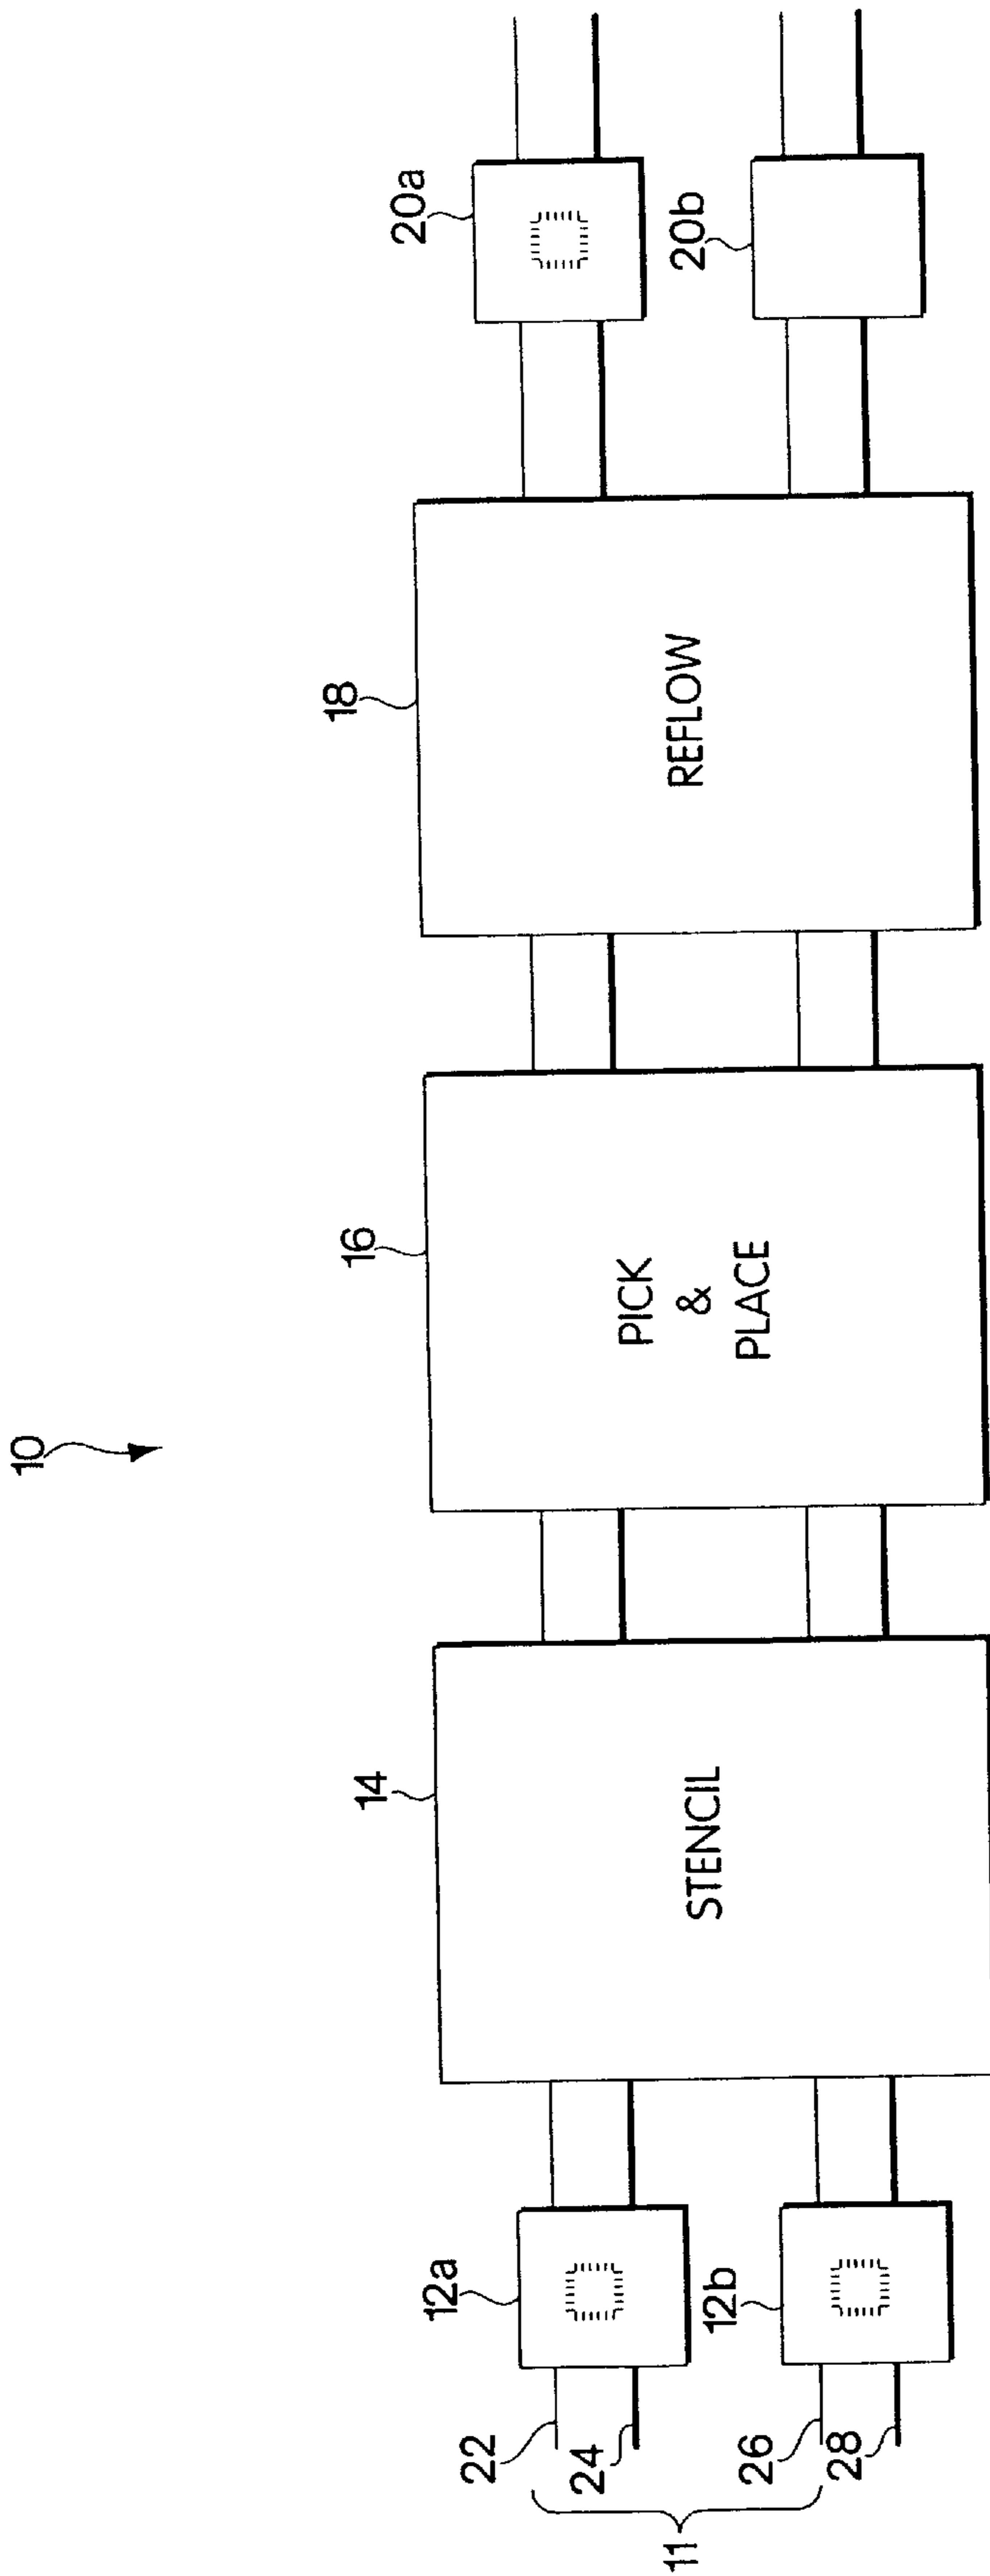 10
11
22
24
26
28
12a
12b
14
STENCIL
16
PICK
&
PLACE
18
REFLOW
20a
20b